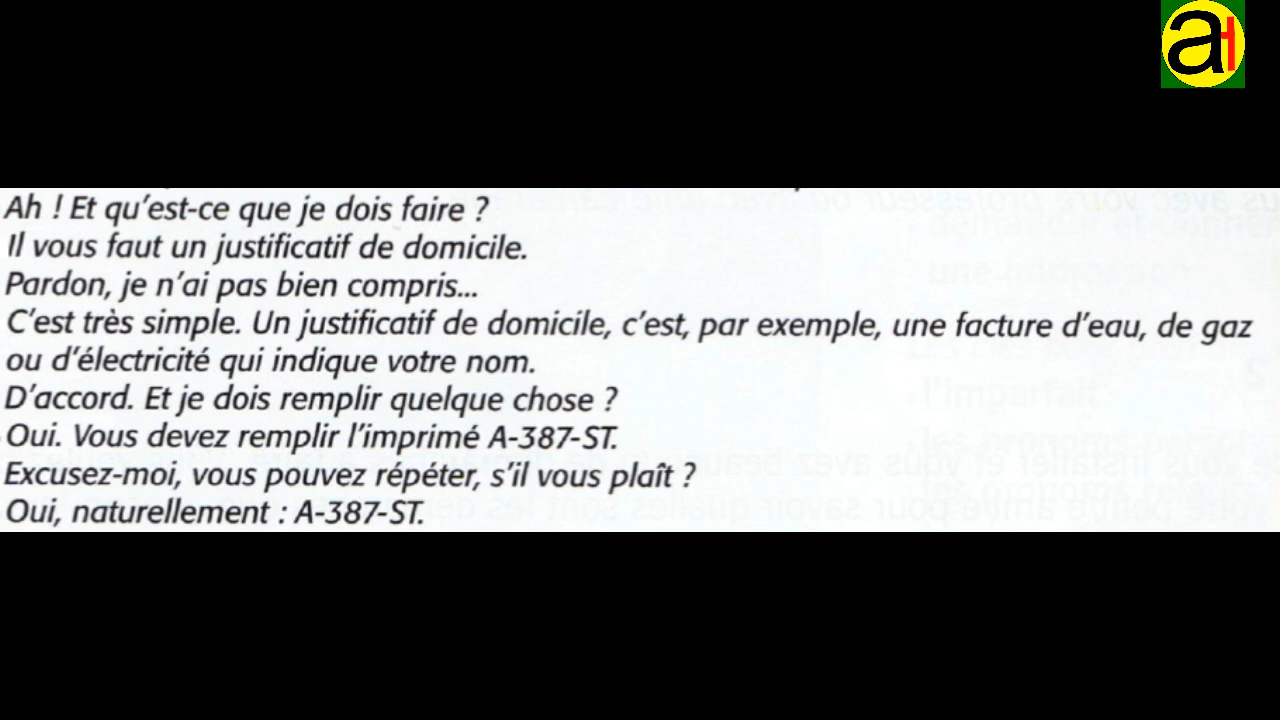 Ah ! Et qu'est-ce que je dois faire ?
Il vous faut un justificatif de domicile.
Pardon, je n'ai pas bien compris...
C'est très simple. Un justificatif de domicile, c'est, par exemple, une facture d'eau, de gaz
ou d'électricité qui indique votre nom.
D'accord. Et je dois remplir quelque chose ?
Oui. Vous devez remplir l'imprimé A-387-ST.
Excusez-moi, vous pouvez répéter, s'il vous plaît ?
Oui, naturellement : A-387-ST.